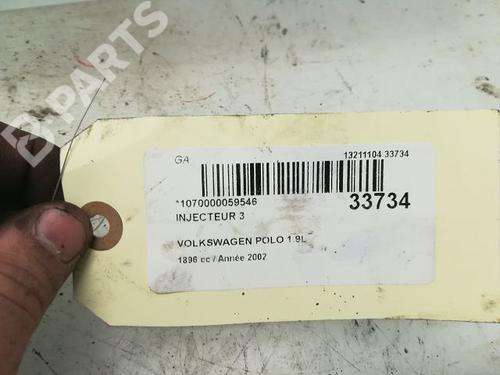 B PARTS
GA
13211104 33734
*1070000059546
33734
INJECTEUR 3
VOLKSWAGEN POLO 1.9L
1896 cc / Année 2002